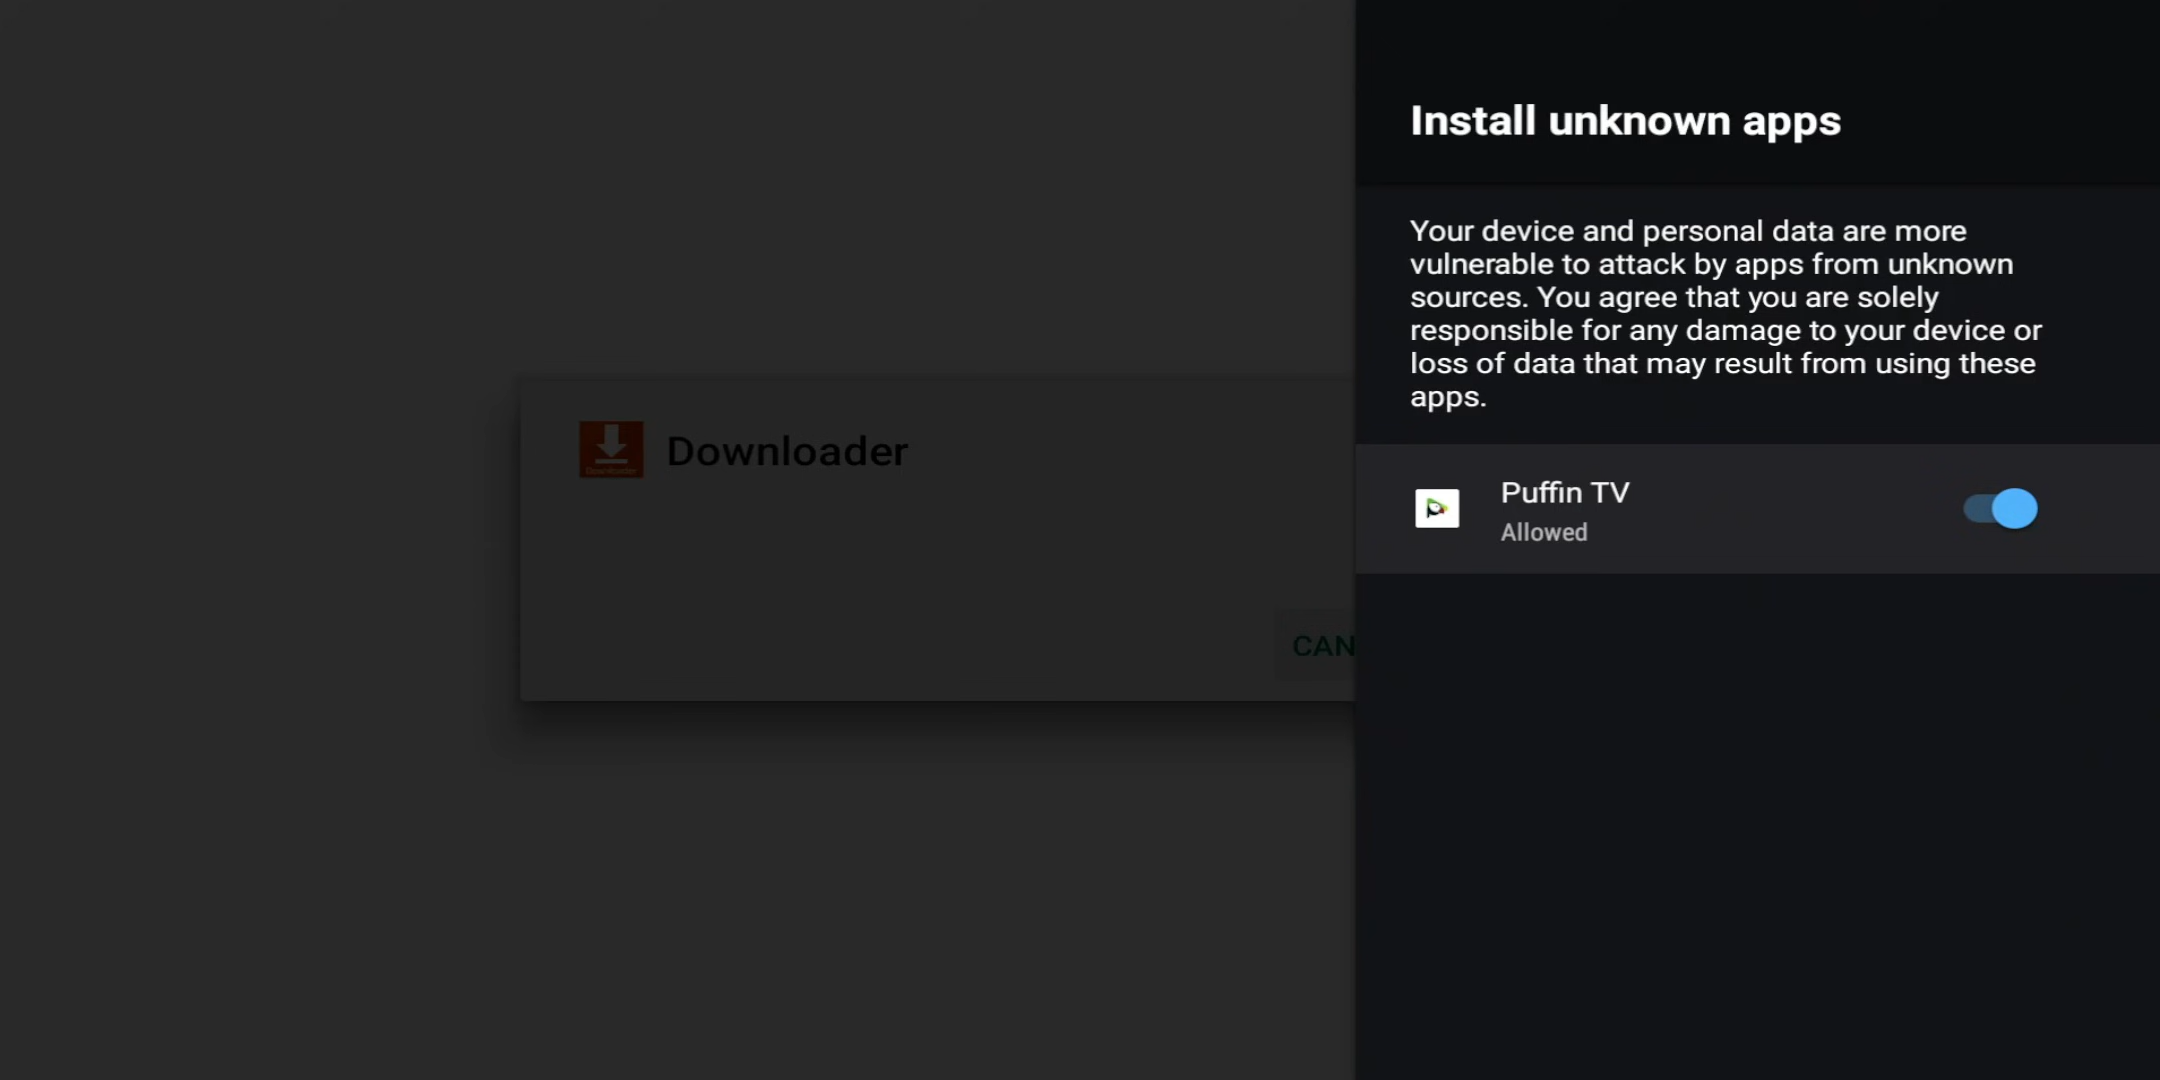 Install unknown apps
Your device and personal data are more
vulnerable to attack by apps from unknown
sources. You agree that you are solely
responsible for any damage to your device or
loss of data that may result from using these
apps.
Downloader
Downloader
Puffin TV
Allowed
CAN